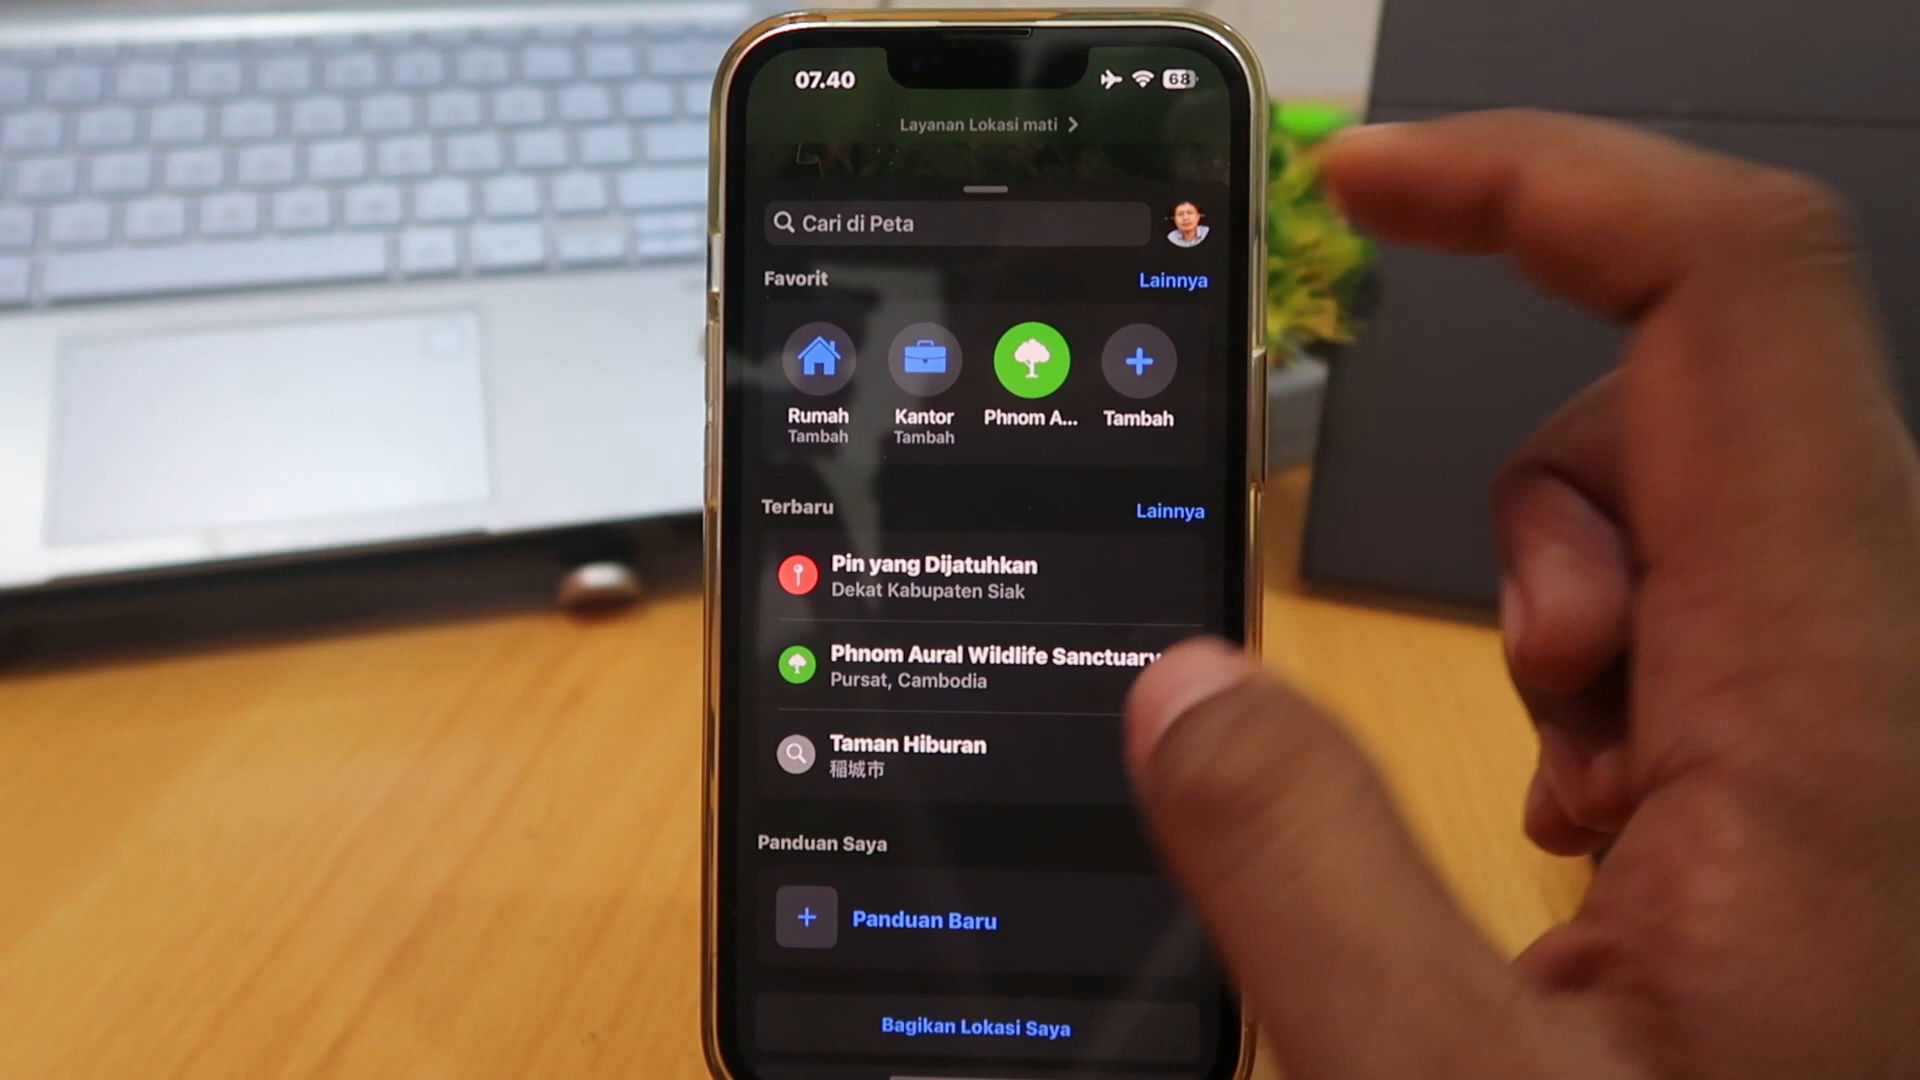 07.40
68
Layanan Lokasi mati
Cari di Peta
Favorit
Lainnya
Rumah
Tambah
Kantor
Tambah
Phnom A...
Tambah
Terbaru
Lainnya
Pin yang Dijatuhkan
Dekat Kabupaten Siak
Phnom Aural Wildlife Sanctuary
Pursat, Cambodia
Taman Hiburan
稲城市
Panduan Saya
Panduan Baru
Bagikan Lokasi Saya